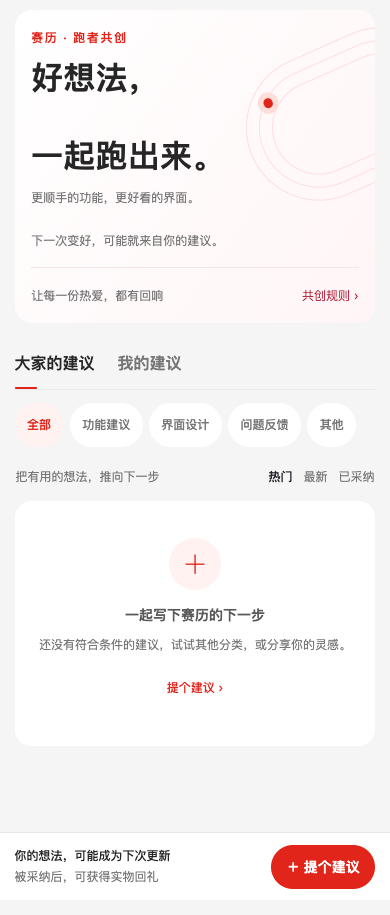 赛历 · 跑者共创
好想法，
一起跑出来。
更顺手的功能，更好看的界面。
下一次变好，可能就来自你的建议。
让每一份热爱，都有回响 共创规则 ›
大家的建议 我的建议
全部 功能建议 界面设计 问题反馈 其他
把有用的想法，推向下一步 热门 最新 已采纳
一起写下赛历的下一步
还没有符合条件的建议，试试其他分类，或分享你的灵感。
提个建议 ›
你的想法，可能成为下次更新
被采纳后，可获得实物回礼
＋ 提个建议